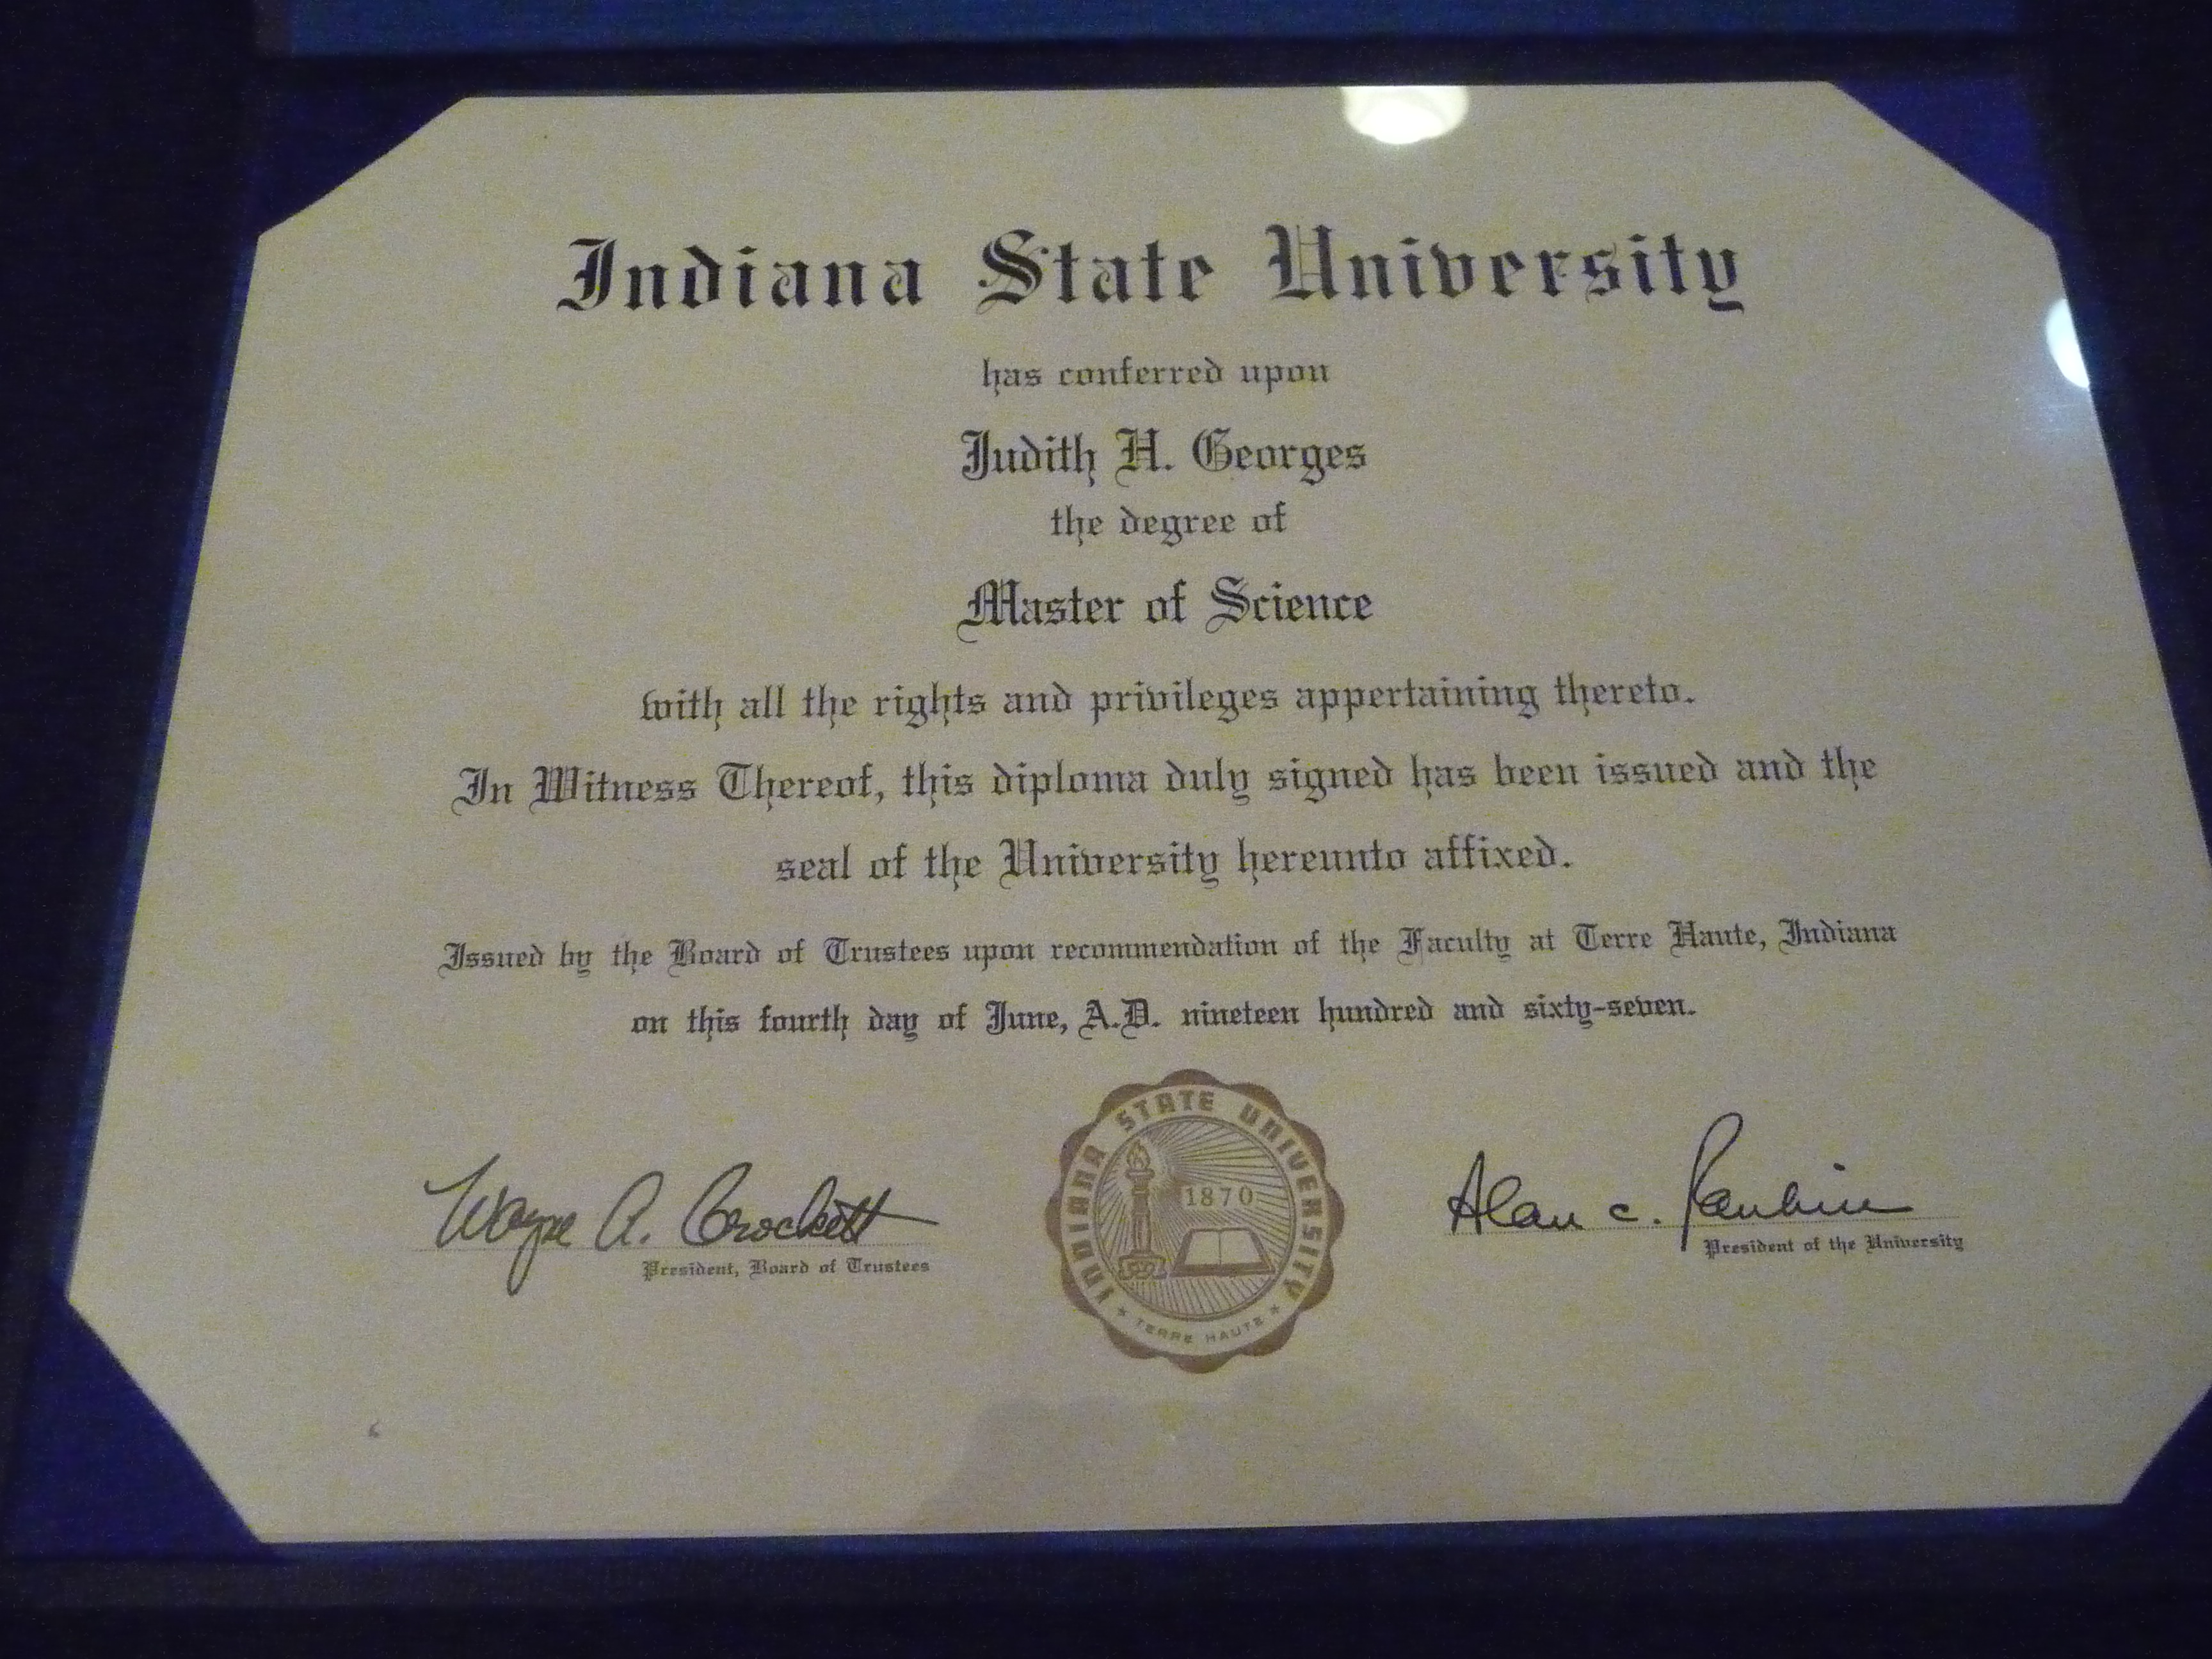 Indiana State University
has conferred upon
Judith H. Georges
the degree of
Master of Science
with all the rights and privileges appertaining thereto.
In Witness Thereof, this diploma duly signed has been issued and the
seal of the University hereunto affixed.
Issued by the Board of Trustees upon recommendation of the Faculty at Terre Haute, Indiana
on this fourth day of June, A.D. nineteen hundred and sixty-seven.
Wayne A. Crockett
President, Board of Trustees
INDIANA STATE UNIVERSITY
1870
TERRE HAUTE
Alan C. Rankin
President of the University